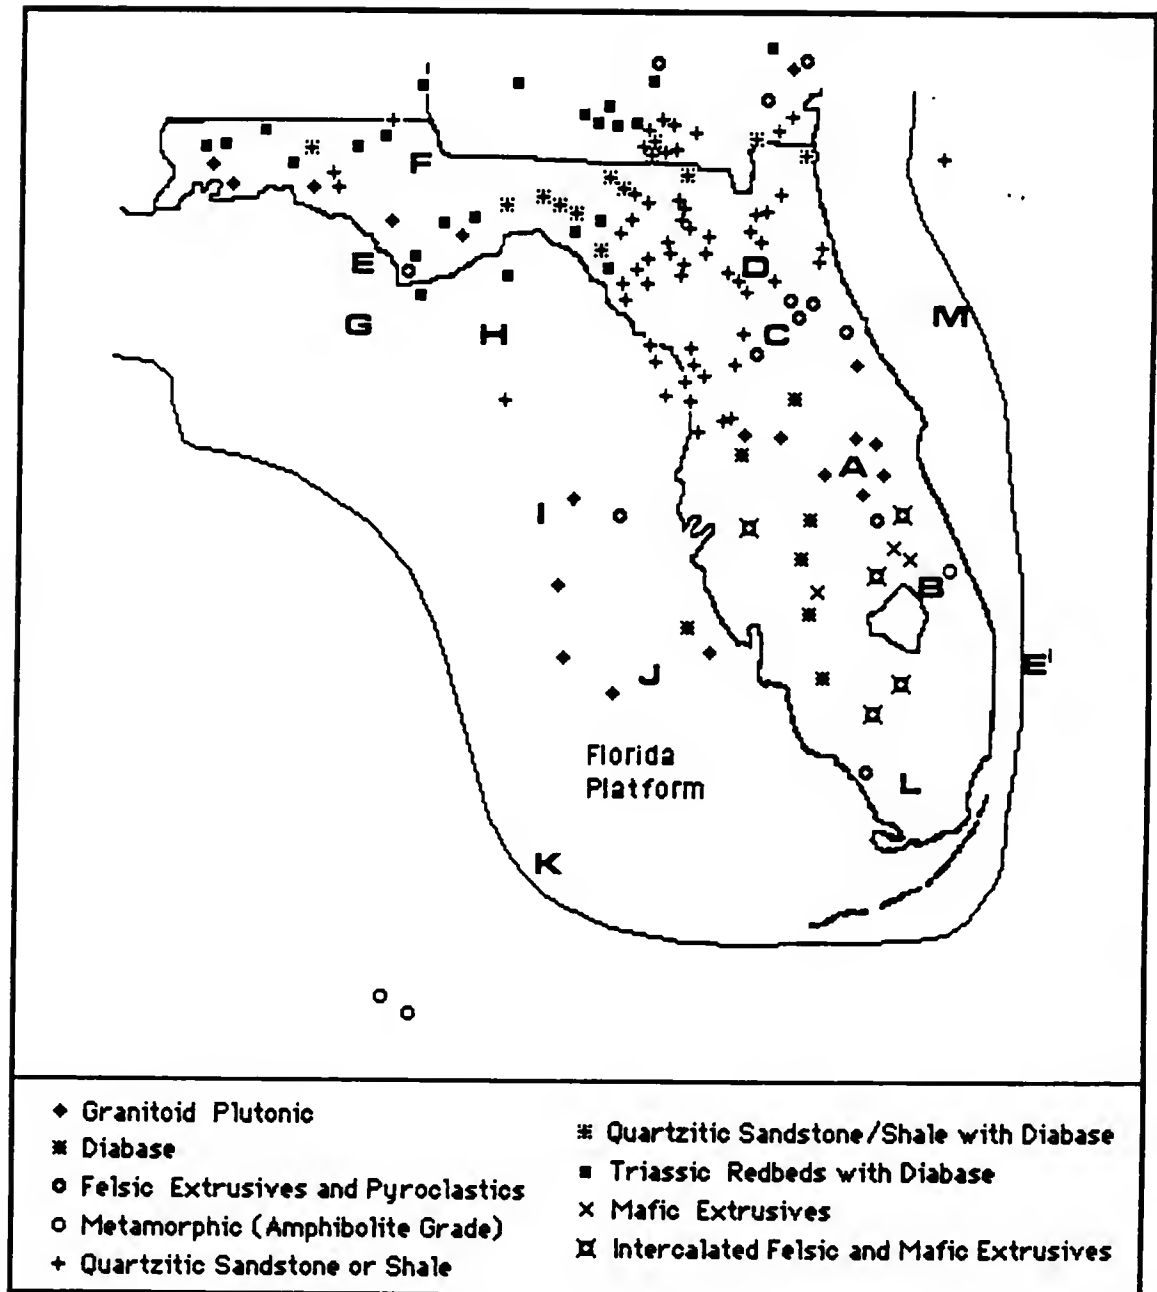 F
E
D
G
H
C
M
A
I
B
E'
J
Florida
Platform
L
K
Granitoid Plutonic
Diabase
Felsic Extrusives and Pyroclastics
Metamorphic (Amphibolite Grade)
Quartzitic Sandstone or Shale
Quartzitic Sandstone/Shale with Diabase
Triassic Redbeds with Diabase
Mafic Extrusives
Intercalated Felsic and Mafic Extrusives